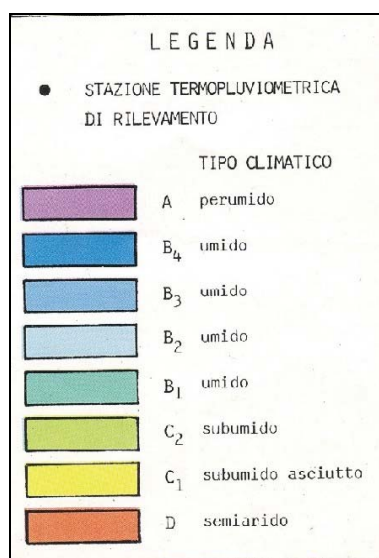 LEGENDA
● STAZIONE TERMOPLUVIOMETRICA
DI RILEVAMENTO
TIPO CLIMATICO
A perumido
B₄ umido
B₃ umido
B₂ umido
B₁ umido
C₂ subumido
C₁ subumido asciutto
D semiarido